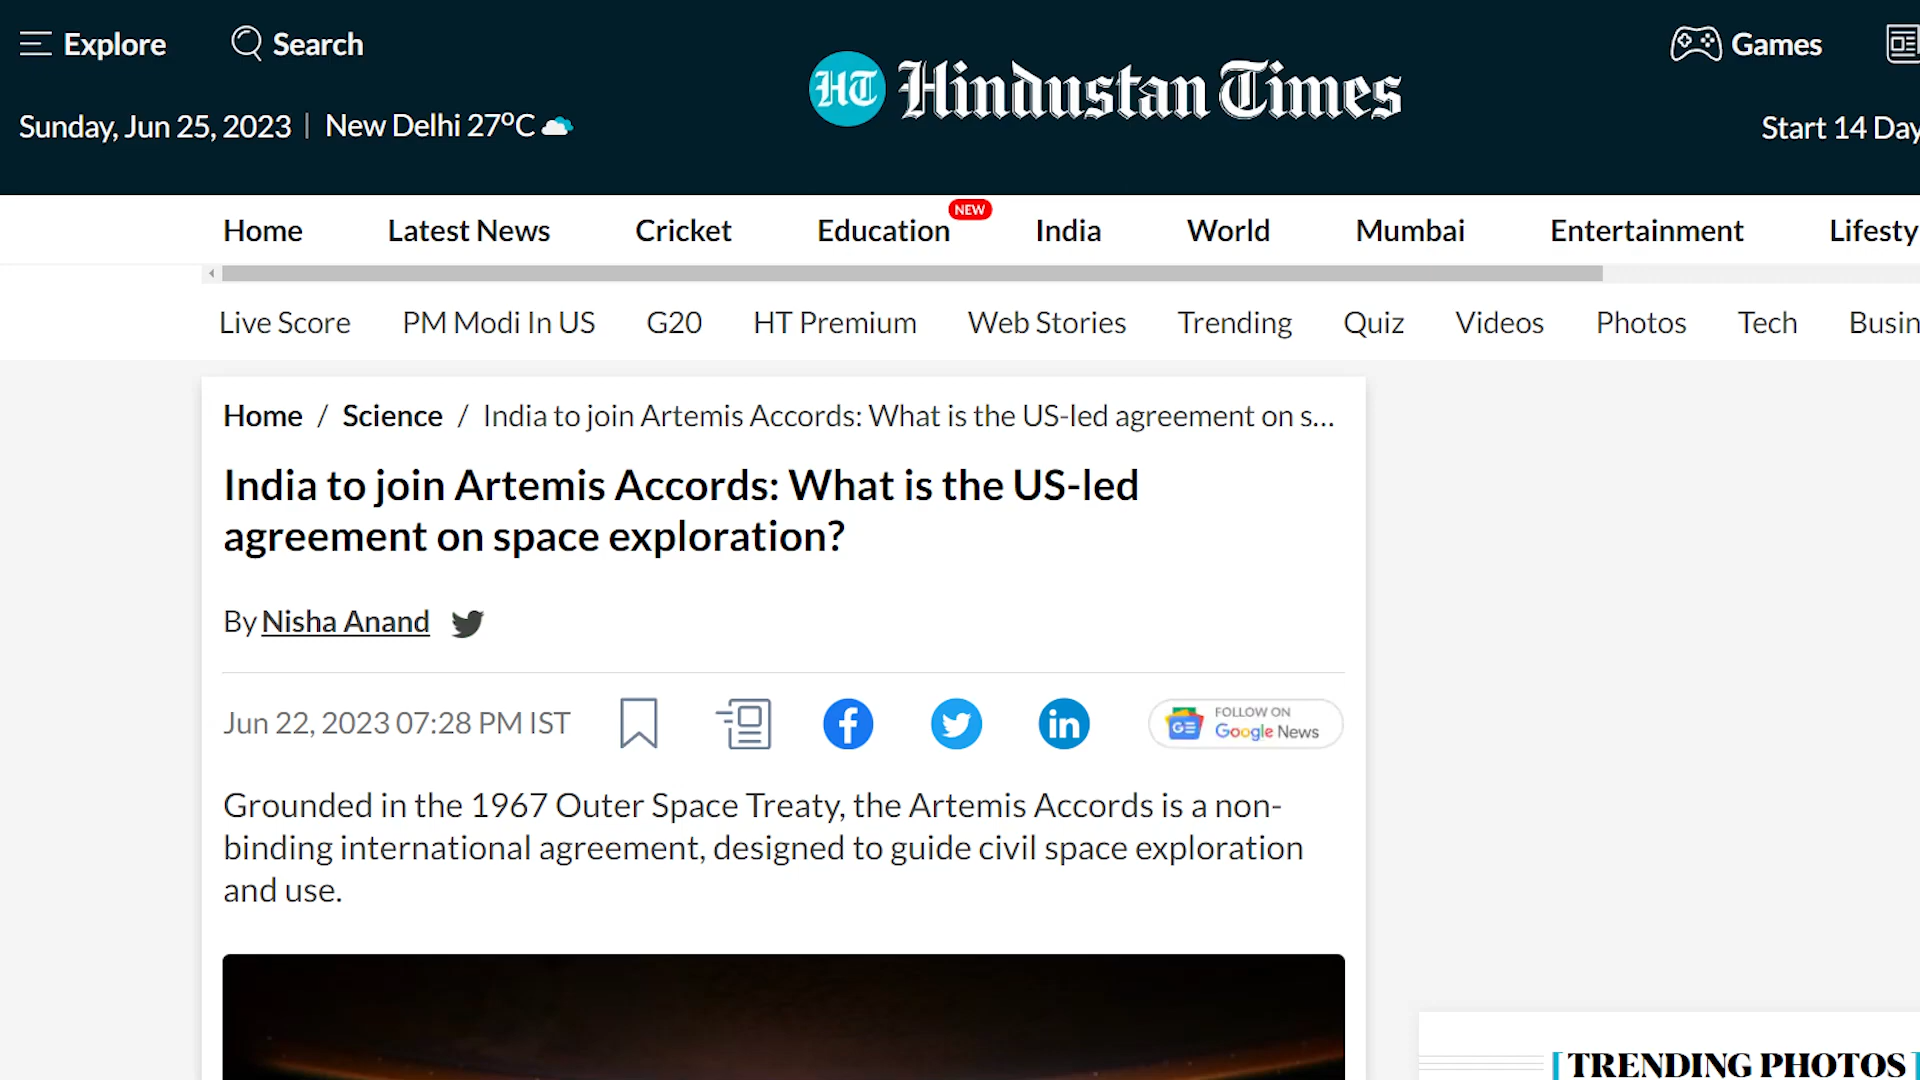 Explore Search Games
HT Hindustan Times
Sunday, Jun 25, 2023 | New Delhi 27ºC Start 14 Day
Home Latest News Cricket Education NEW India World Mumbai Entertainment Lifesty
Live Score PM Modi In US G20 HT Premium Web Stories Trending Quiz Videos Photos Tech Busin
Home / Science / India to join Artemis Accords: What is the US-led agreement on s...
India to join Artemis Accords: What is the US-led
agreement on space exploration?
By Nisha Anand
Jun 22, 2023 07:28 PM IST f in GE FOLLOW ON
Google News
Grounded in the 1967 Outer Space Treaty, the Artemis Accords is a non-
binding international agreement, designed to guide civil space exploration
and use.
[TRENDING PHOTOS]